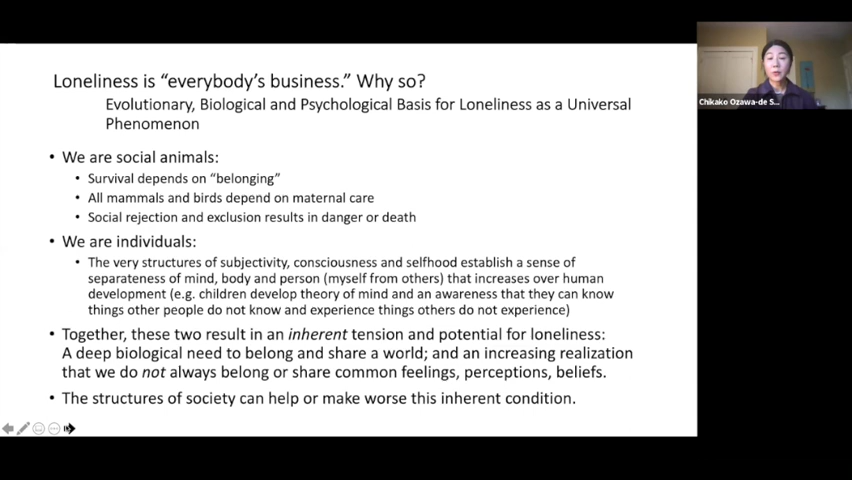 Loneliness is “everybody’s business.” Why so?
Evolutionary, Biological and Psychological Basis for Loneliness as a Universal
Phenomenon
• We are social animals:
• Survival depends on “belonging”
• All mammals and birds depend on maternal care
• Social rejection and exclusion results in danger or death
• We are individuals:
• The very structures of subjectivity, consciousness and selfhood establish a sense of
separateness of mind, body and person (myself from others) that increases over human
development (e.g. children develop theory of mind and an awareness that they can know
things other people do not know and experience things others do not experience)
• Together, these two result in an inherent tension and potential for loneliness:
A deep biological need to belong and share a world; and an increasing realization
that we do not always belong or share common feelings, perceptions, beliefs.
• The structures of society can help or make worse this inherent condition.
Chikako Ozawa-de S...